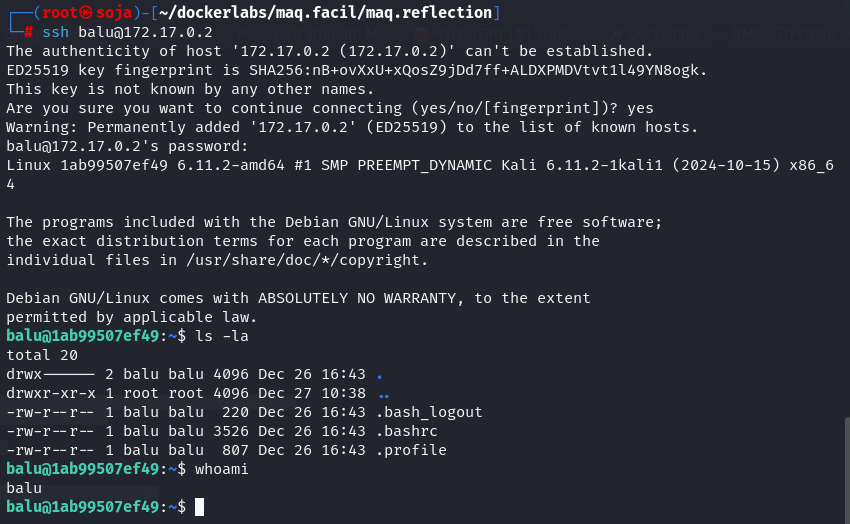 ┌──(root㉿soja)-[~/dockerlabs/maq.facil/maq.reflection]
└─# ssh balu@172.17.0.2
The authenticity of host '172.17.0.2 (172.17.0.2)' can't be established.
ED25519 key fingerprint is SHA256:nB+ovXxU+xQosZ9jDd7ff+ALDXPMDVtvt1l49YN8ogk.
This key is not known by any other names.
Are you sure you want to continue connecting (yes/no/[fingerprint])? yes
Warning: Permanently added '172.17.0.2' (ED25519) to the list of known hosts.
balu@172.17.0.2's password:
Linux 1ab99507ef49 6.11.2-amd64 #1 SMP PREEMPT_DYNAMIC Kali 6.11.2-1kali1 (2024-10-15) x86_6
4
The programs included with the Debian GNU/Linux system are free software;
the exact distribution terms for each program are described in the
individual files in /usr/share/doc/*/copyright.
Debian GNU/Linux comes with ABSOLUTELY NO WARRANTY, to the extent
permitted by applicable law.
balu@1ab99507ef49:~$ ls -la
total 20
drwx------ 2 balu balu 4096 Dec 26 16:43 .
drwxr-xr-x 1 root root 4096 Dec 27 10:38 ..
-rw-r--r-- 1 balu balu  220 Dec 26 16:43 .bash_logout
-rw-r--r-- 1 balu balu 3526 Dec 26 16:43 .bashrc
-rw-r--r-- 1 balu balu  807 Dec 26 16:43 .profile
balu@1ab99507ef49:~$ whoami
balu
balu@1ab99507ef49:~$